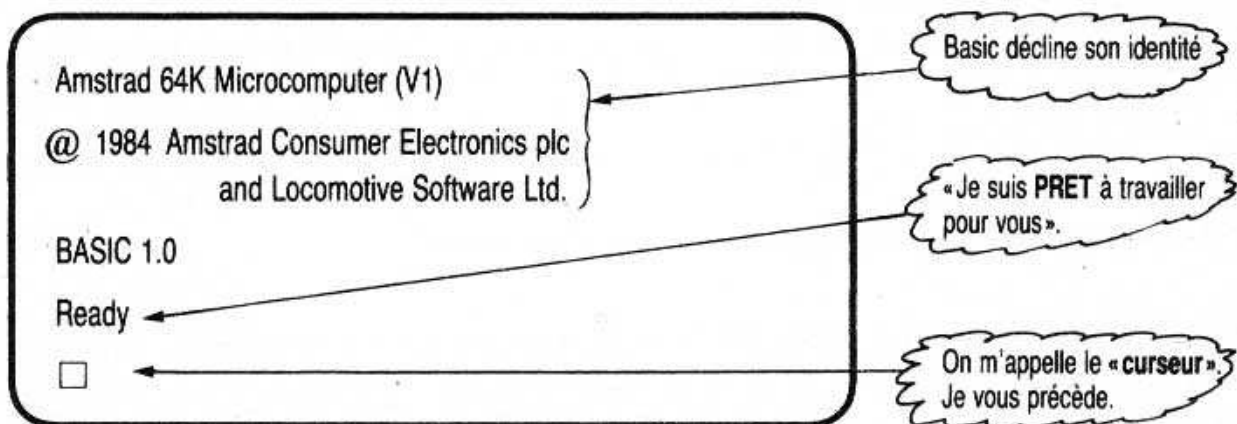 Amstrad 64K Microcomputer (V1)
@ 1984 Amstrad Consumer Electronics plc
and Locomotive Software Ltd.
BASIC 1.0
Ready
Basic décline son identité
«Je suis PRET à travailler
pour vous».
On m'appelle le «curseur».
Je vous précède.